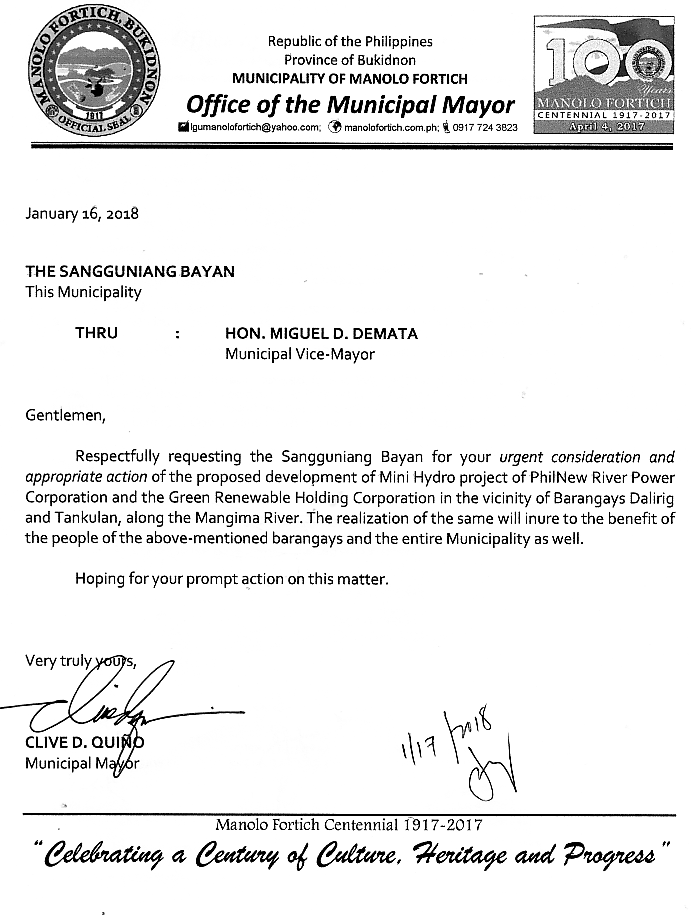 MANOLO FORTICH, BUKIDNON
1917
OFFICIAL SEAL
Republic of the Philippines
Province of Bukidnon
MUNICIPALITY OF MANOLO FORTICH
Office of the Municipal Mayor
lgumanolofortich@yahoo.com; manolofortich.com.ph; 0917 724 3823
100
Years
MANOLO FORTICH
CENTENNIAL 1917-2017
April 4, 2017
January 16, 2018
THE SANGGUNIANG BAYAN
This Municipality
THRU : HON. MIGUEL D. DEMATA
Municipal Vice-Mayor
Gentlemen,
Respectfully requesting the Sangguniang Bayan for your urgent consideration and
appropriate action of the proposed development of Mini Hydro project of PhilNew River Power
Corporation and the Green Renewable Holding Corporation in the vicinity of Barangays Dalirig
and Tankulan, along the Mangima River. The realization of the same will inure to the benefit of
the people of the above-mentioned barangays and the entire Municipality as well.
Hoping for your prompt action on this matter.
Very truly yours,
CLIVE D. QUIÑO
Municipal Mayor
1/17/2018
Manolo Fortich Centennial 1917-2017
"Celebrating a Century of Culture, Heritage and Progress"